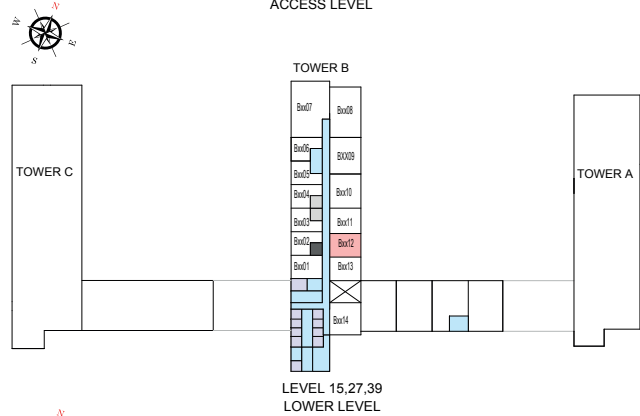 ACCESS LEVEL
N
W
E
S
TOWER B
Bxx07
Bxx08
Bxx06
BXX09
TOWER C
Bxx05
TOWER A
Bxx04
Bxx10
Bxx03
Bxx11
Bxx02
Bxx12
Bxx01
Bxx13
Bxx14
LEVEL 15,27,39
LOWER LEVEL
N